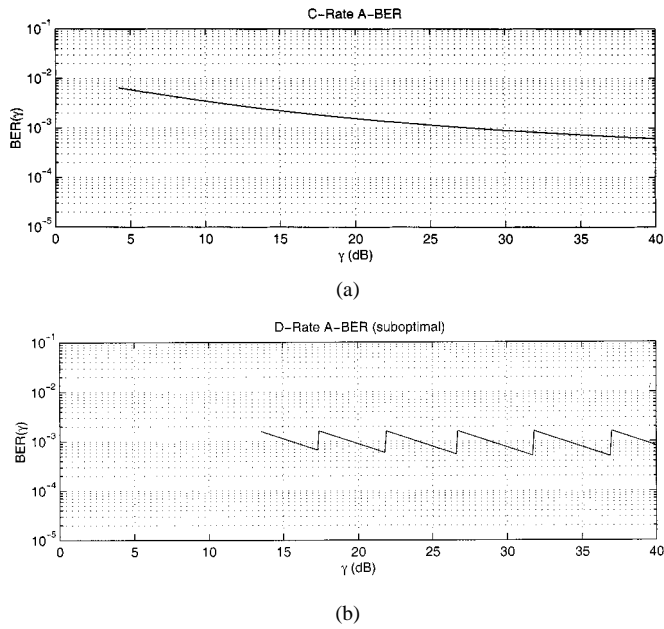 C-Rate A-BER
10^-1
10^-2
10^-3
10^-4
10^-5
BER(γ)
0 5 10 15 20 25 30 35 40
γ (dB)
(a)
D-Rate A-BER (suboptimal)
10^-1
10^-2
10^-3
10^-4
10^-5
BER(γ)
0 5 10 15 20 25 30 35 40
γ (dB)
(b)